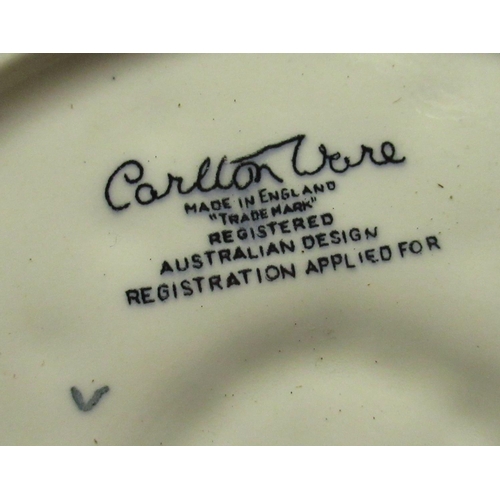 Carlton Ware
MADE IN ENGLAND
"TRADE MARK"
REGISTERED
AUSTRALIAN DESIGN
REGISTRATION APPLIED FOR